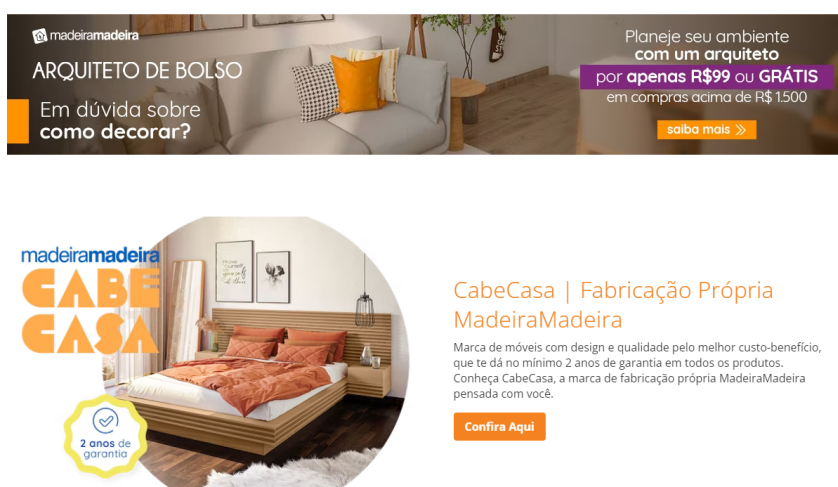 madeiramadeira
ARQUITETO DE BOLSO
Em dúvida sobre
como decorar?
Planeje seu ambiente
com um arquiteto
por apenas R$99 ou GRÁTIS
em compras acima de R$ 1.500
saiba mais
madeiramadeira
CABE
CASA
2 anos de
garantia
CabeCasa | Fabricação Própria
MadeiraMadeira
Marca de móveis com design e qualidade pelo melhor custo-benefício,
que te dá no mínimo 2 anos de garantia em todos os produtos.
Conheça CabeCasa, a marca de fabricação própria MadeiraMadeira
pensada com você.
Confira Aqui